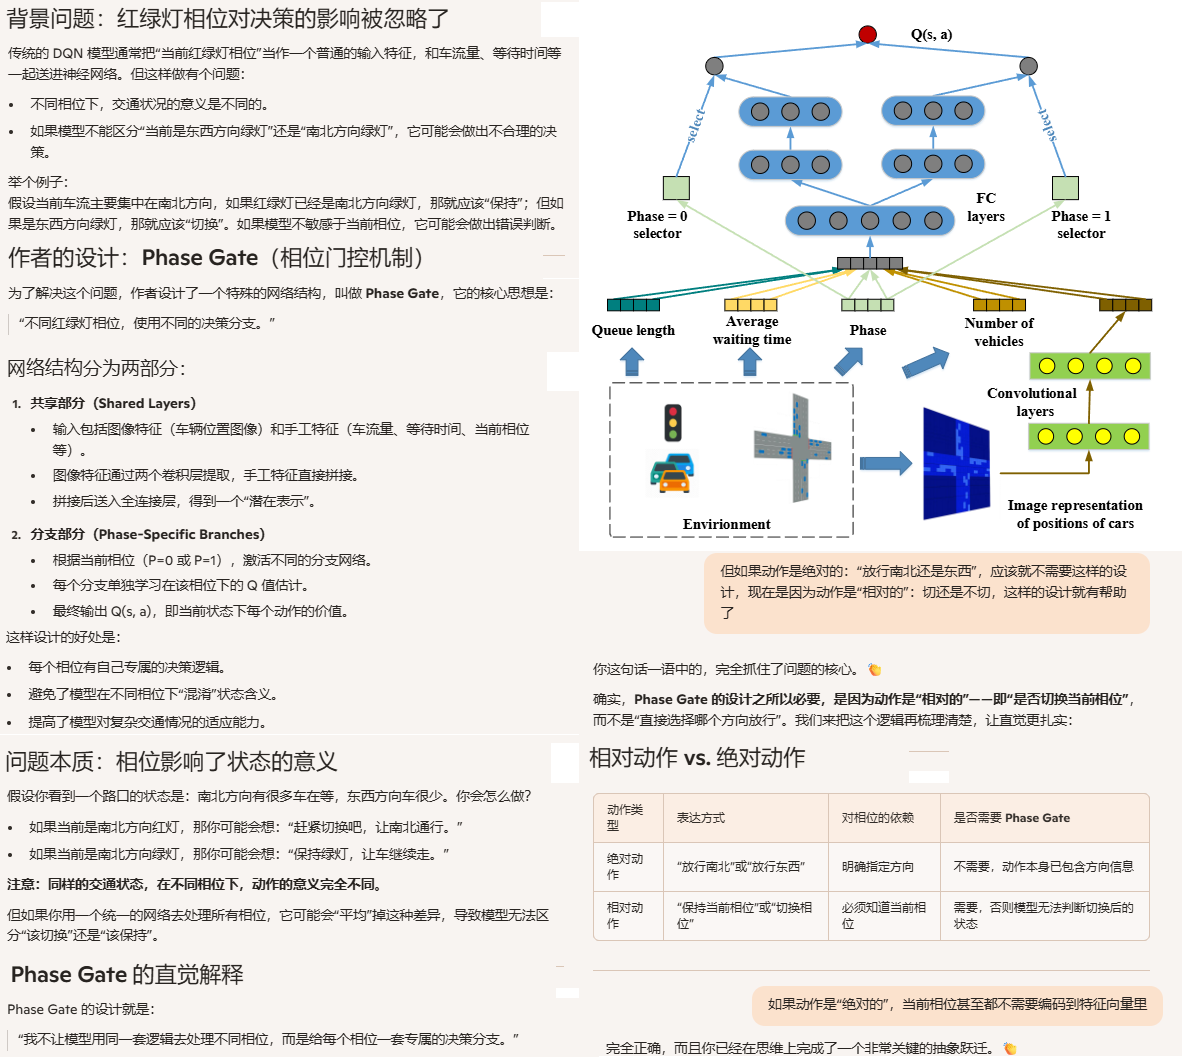 背景问题：红绿灯相位对决策的影响被忽略了
传统的 DQN 模型通常把“当前红绿灯相位”当作一个普通的输入特征，和车流量、等待时间等
一起送进神经网络。但这样做有个问题：
• 不同相位下，交通状况的意义是不同的。
• 如果模型不能区分“当前是东西方向绿灯”还是“南北方向绿灯”，它可能会做出不合理的决
策。
举个例子：
假设当前车流主要集中在南北方向，如果红绿灯已经是南北方向绿灯，那就应该“保持”；但如
果是东西方向绿灯，那就应该“切换”。如果模型不敏感于当前相位，它可能会做出错误判断。
作者的设计：Phase Gate（相位门控机制）
为了解决这个问题，作者设计了一个特殊的网络结构，叫做 Phase Gate，它的核心思想是：
“不同红绿灯相位，使用不同的决策分支。”
网络结构分为两部分：
1. 共享部分（Shared Layers）
• 输入包括图像特征（车辆位置图像）和手工特征（车流量、等待时间、当前相位
等）。
• 图像特征通过两个卷积层提取，手工特征直接拼接。
• 拼接后送入全连接层，得到一个“潜在表示”。
2. 分支部分（Phase-Specific Branches）
• 根据当前相位（P=0 或 P=1），激活不同的分支网络。
• 每个分支单独学习在该相位下的 Q 值估计。
• 最终输出 Q(s, a)，即当前状态下每个动作的价值。
这样设计的好处是：
• 每个相位有自己专属的决策逻辑。
• 避免了模型在不同相位下“混淆”状态含义。
• 提高了模型对复杂交通情况的适应能力。
问题本质：相位影响了状态的意义
假设你看到一个路口的状态是：南北方向有很多车在等，东西方向车很少。你会怎么做？
• 如果当前是南北方向红灯，那你可能会想：“赶紧切换吧，让南北通行。”
• 如果当前是南北方向绿灯，那你可能会想：“保持绿灯，让车继续走。”
注意：同样的交通状态，在不同相位下，动作的意义完全不同。
但如果你用一个统一的网络去处理所有相位，它可能会“平均”掉这种差异，导致模型无法区
分“该切换”还是“该保持”。
Phase Gate 的直觉解释
Phase Gate 的设计就是：
“我不让模型用同一套逻辑去处理不同相位，而是给每个相位一套专属的决策分支。”
Q(s, a)
select
select
Phase = 0
selector
FC
layers
Phase = 1
selector
Queue length
Average
waiting time
Phase
Number of
vehicles
Convolutional
layers
Envirionment
Image representation
of positions of cars
但如果动作是绝对的：“放行南北还是东西”，应该就不需要这样的设
计，现在是因为动作是“相对的”：切还是不切，这样的设计就有帮助
了
你这句话一语中的，完全抓住了问题的核心。
确实，Phase Gate 的设计之所以必要，是因为动作是“相对的”——即“是否切换当前相位”，
而不是“直接选择哪个方向放行”。我们来把这个逻辑再梳理清楚，让直觉更扎实：
相对动作 vs. 绝对动作
动作类
型
表达方式
对相位的依赖
是否需要 Phase Gate
绝对动
作
“放行南北”或“放行东西”
明确指定方向
不需要，动作本身已包含方向信息
相对动
作
“保持当前相位”或“切换相
位”
必须知道当前相
位
需要，否则模型无法判断切换后的
状态
如果动作是“绝对的”，当前相位甚至都不需要编码到特征向量里
完全正确，而且你已经在思维上完成了一个非常关键的抽象跃迁。